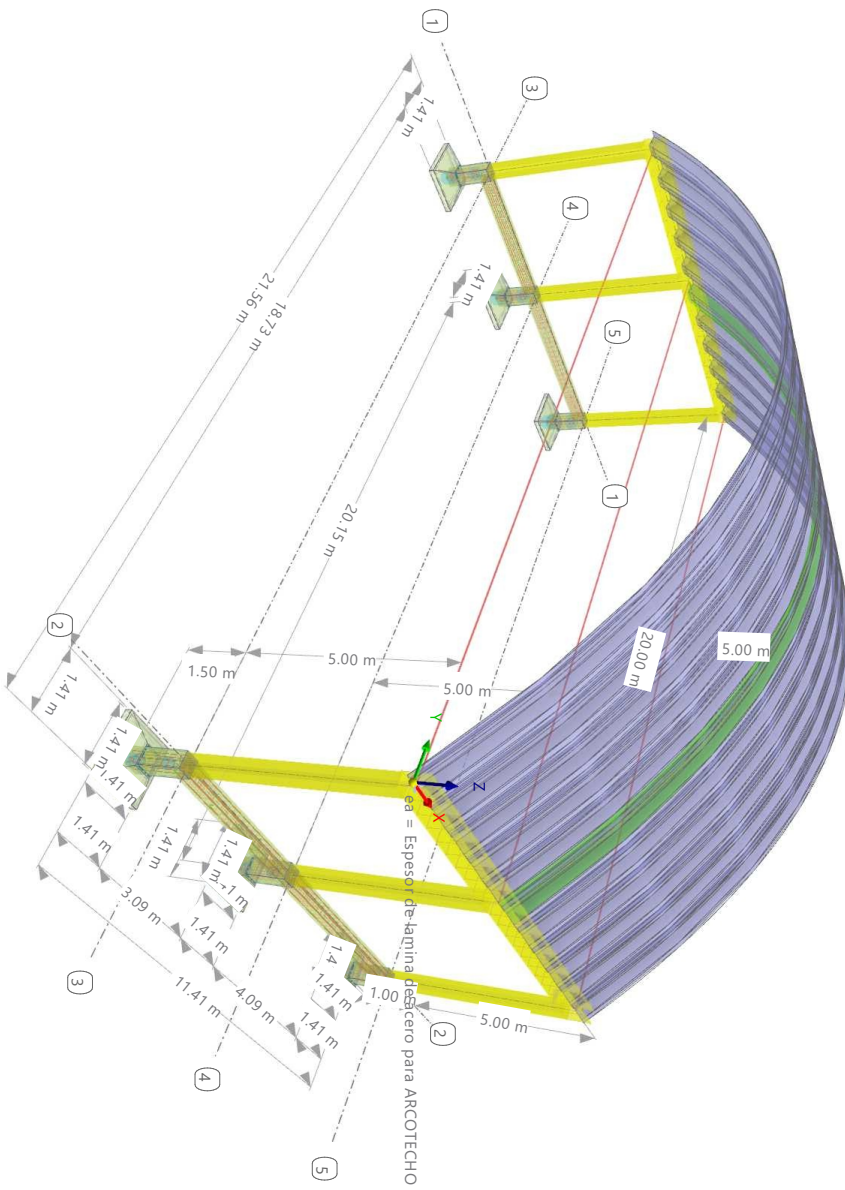 1
3
4
5
1
2
1.41 m
21.56 m
18.73 m
1.41 m
20.15 m
1.50 m
5.00 m
5.00 m
20.00 m
5.00 m
Y
Z
X
ea = Espesor de lamina de acero para ARCOTECHO
1.41 m
1.41 m
1.41 m
1.41 m
1.41 m
1.41 m
3.09 m
1.41 m
4.09 m
11.41 m
1.41 m
1.41 m
1.00
5.00 m
2
3
4
5